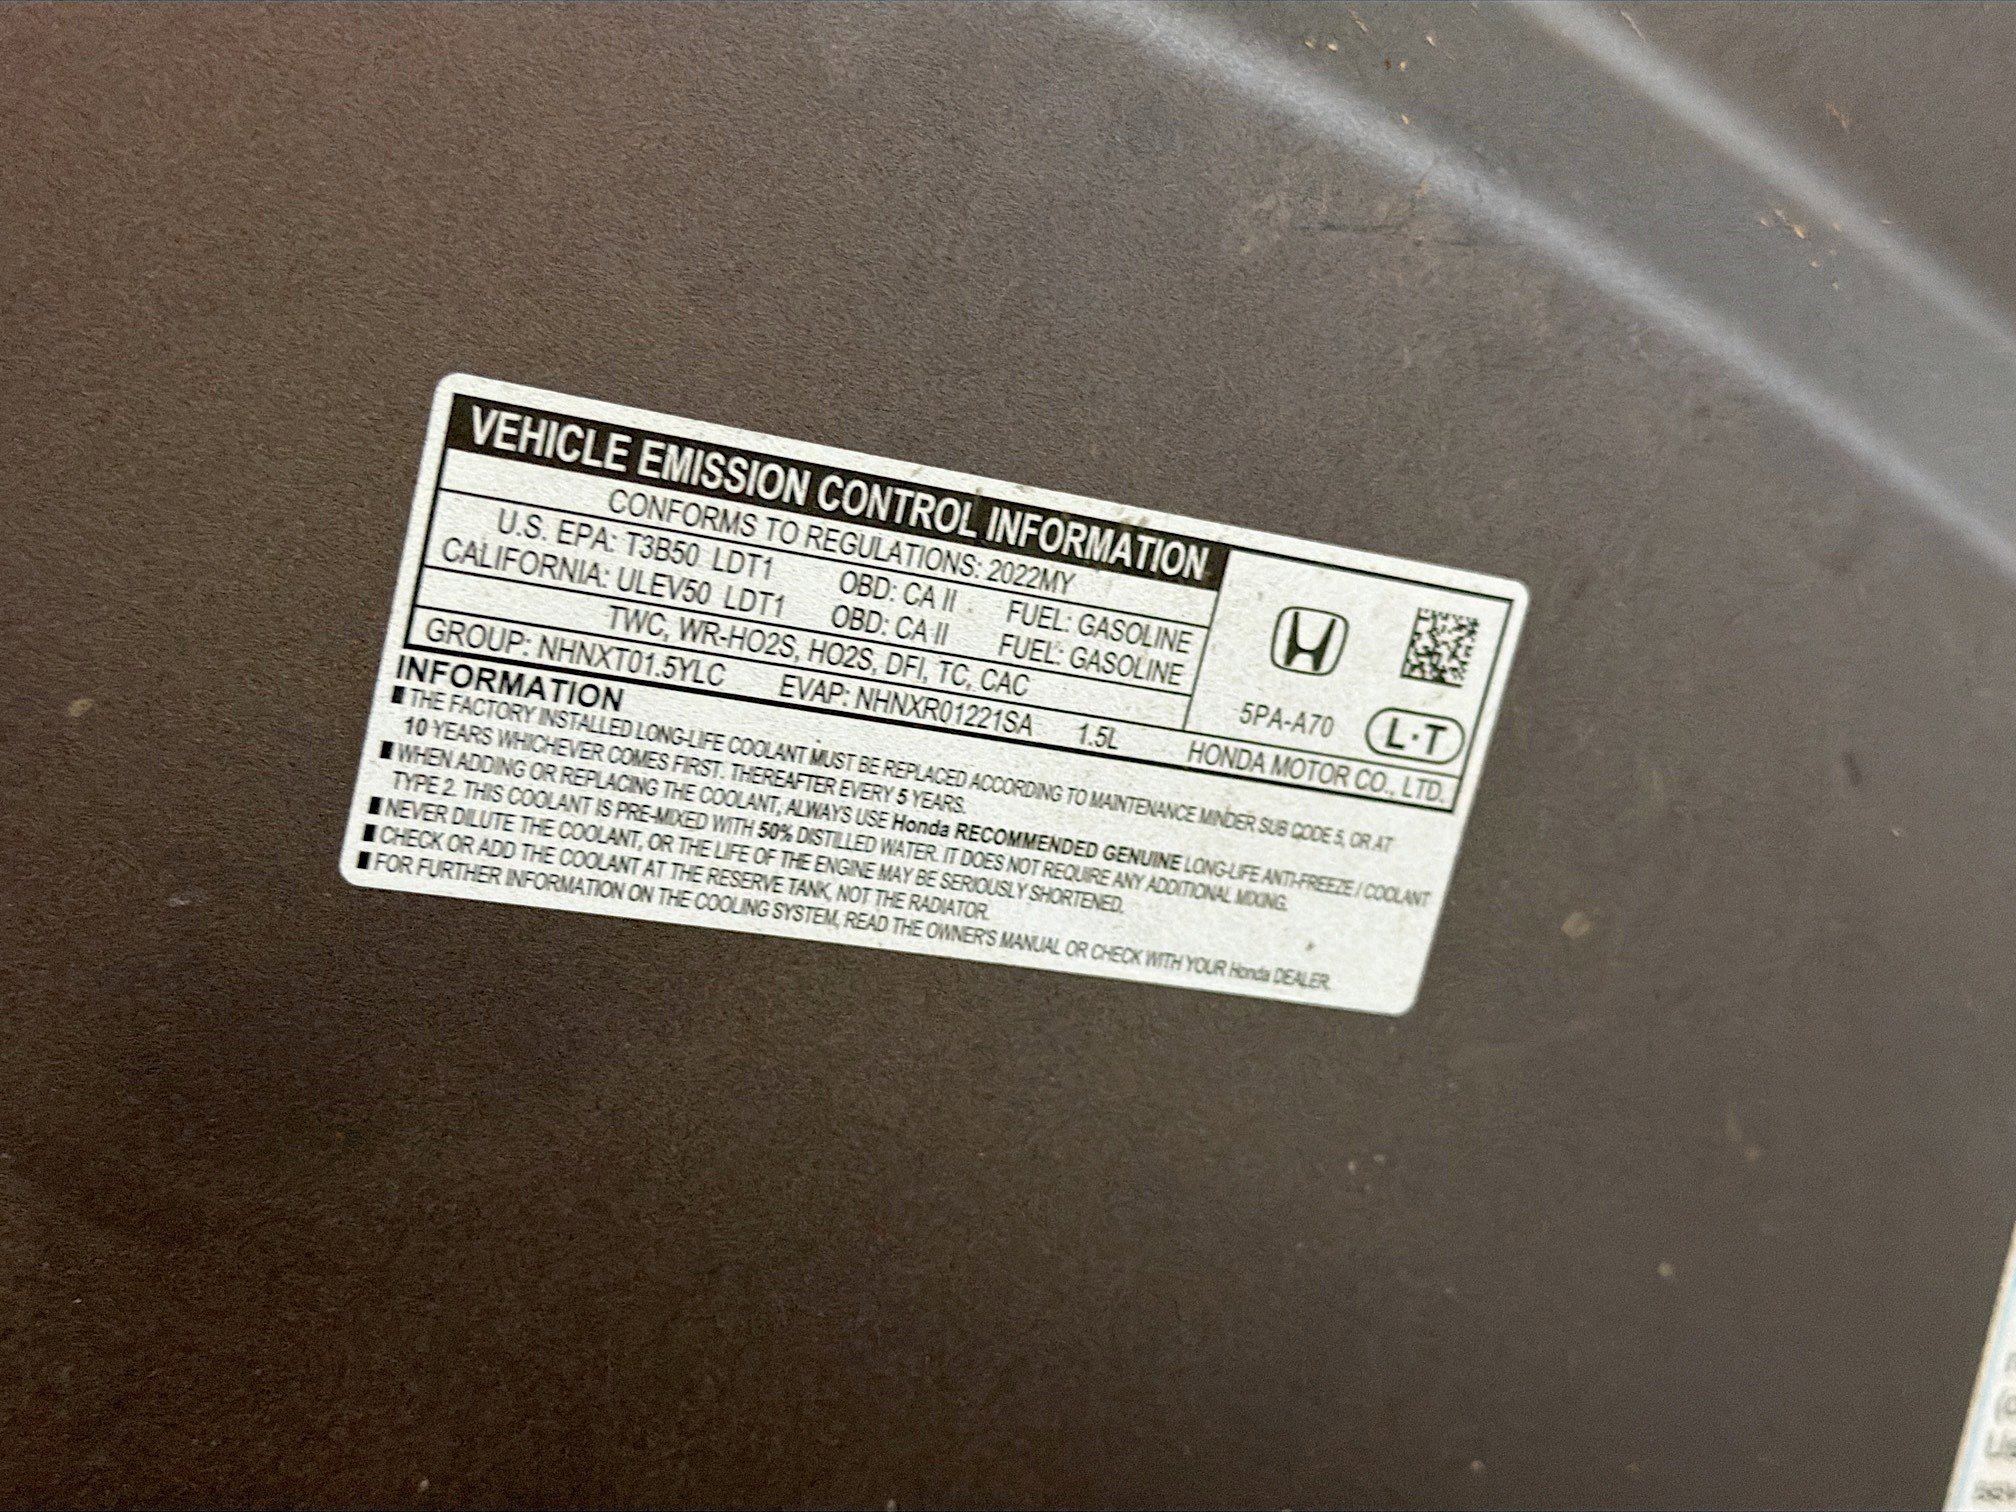 VEHICLE EMISSION CONTROL INFORMATION
CONFORMS TO REGULATIONS: 2022MY
U.S. EPA: T3B50 LDT1 OBD: CA II FUEL: GASOLINE
CALIFORNIA: ULEV50 LDT1 OBD: CA II FUEL: GASOLINE
TWC, WR-HO2S, HO2S, DFI, TC, CAC
5PA-A70 L·T
GROUP: NHNXT01.5YLC EVAP: NHNXR01221SA 1.5L HONDA MOTOR CO., LTD.
INFORMATION
■ THE FACTORY INSTALLED LONG-LIFE COOLANT MUST BE REPLACED ACCORDING TO MAINTENANCE MINDER SUB CODE 5, OR AT
10 YEARS WHICHEVER COMES FIRST. THEREAFTER EVERY 5 YEARS.
■ WHEN ADDING OR REPLACING THE COOLANT, ALWAYS USE Honda RECOMMENDED GENUINE LONG-LIFE ANTI-FREEZE / COOLANT
TYPE 2. THIS COOLANT IS PRE-MIXED WITH 50% DISTILLED WATER. IT DOES NOT REQUIRE ANY ADDITIONAL MIXING.
■ NEVER DILUTE THE COOLANT, OR THE LIFE OF THE ENGINE MAY BE SERIOUSLY SHORTENED.
■ CHECK OR ADD THE COOLANT AT THE RESERVE TANK, NOT THE RADIATOR.
■ FOR FURTHER INFORMATION ON THE COOLING SYSTEM, READ THE OWNER'S MANUAL OR CHECK WITH YOUR Honda DEALER.